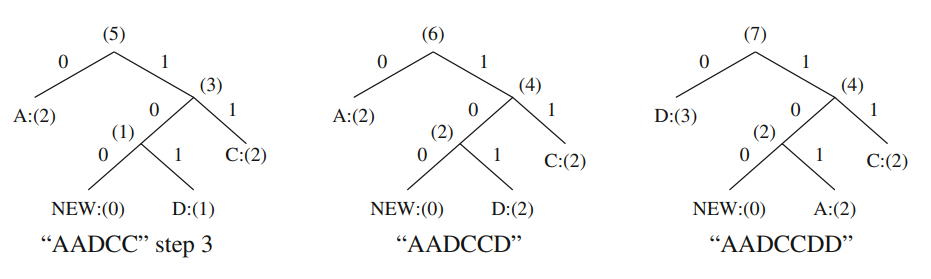 (5) (6) (7)
0 1 0 1 0 1
(3) (4) (4)
A:(2) 0 1 A:(2) 0 1 D:(3) 0 1
(1) (2) (2)
0 1 C:(2) 0 1 C:(2) 0 1 C:(2)
NEW:(0) D:(1) NEW:(0) D:(2) NEW:(0) A:(2)
“AADCC” step 3 “AADCCD” “AADCCDD”